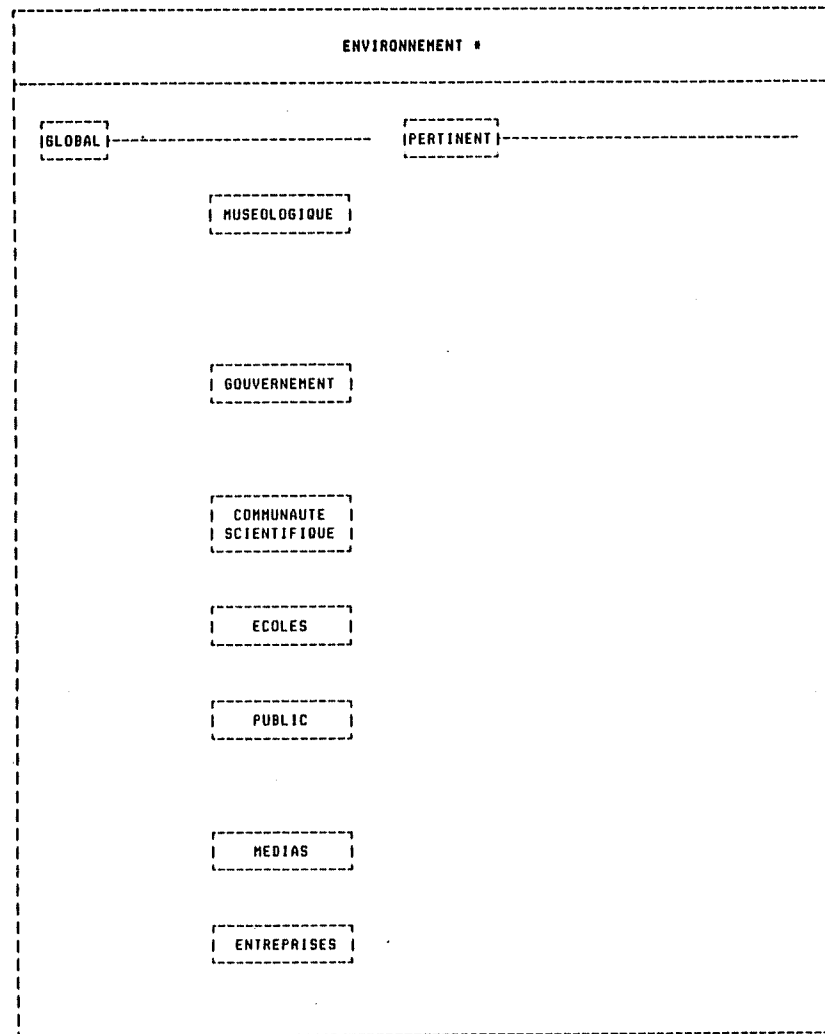 ENVIRONNEMENT *
GLOBAL PERTINENT
MUSEOLOGIQUE
GOUVERNEMENT
COMMUNAUTE
SCIENTIFIQUE
ECOLES
PUBLIC
MEDIAS
ENTREPRISES